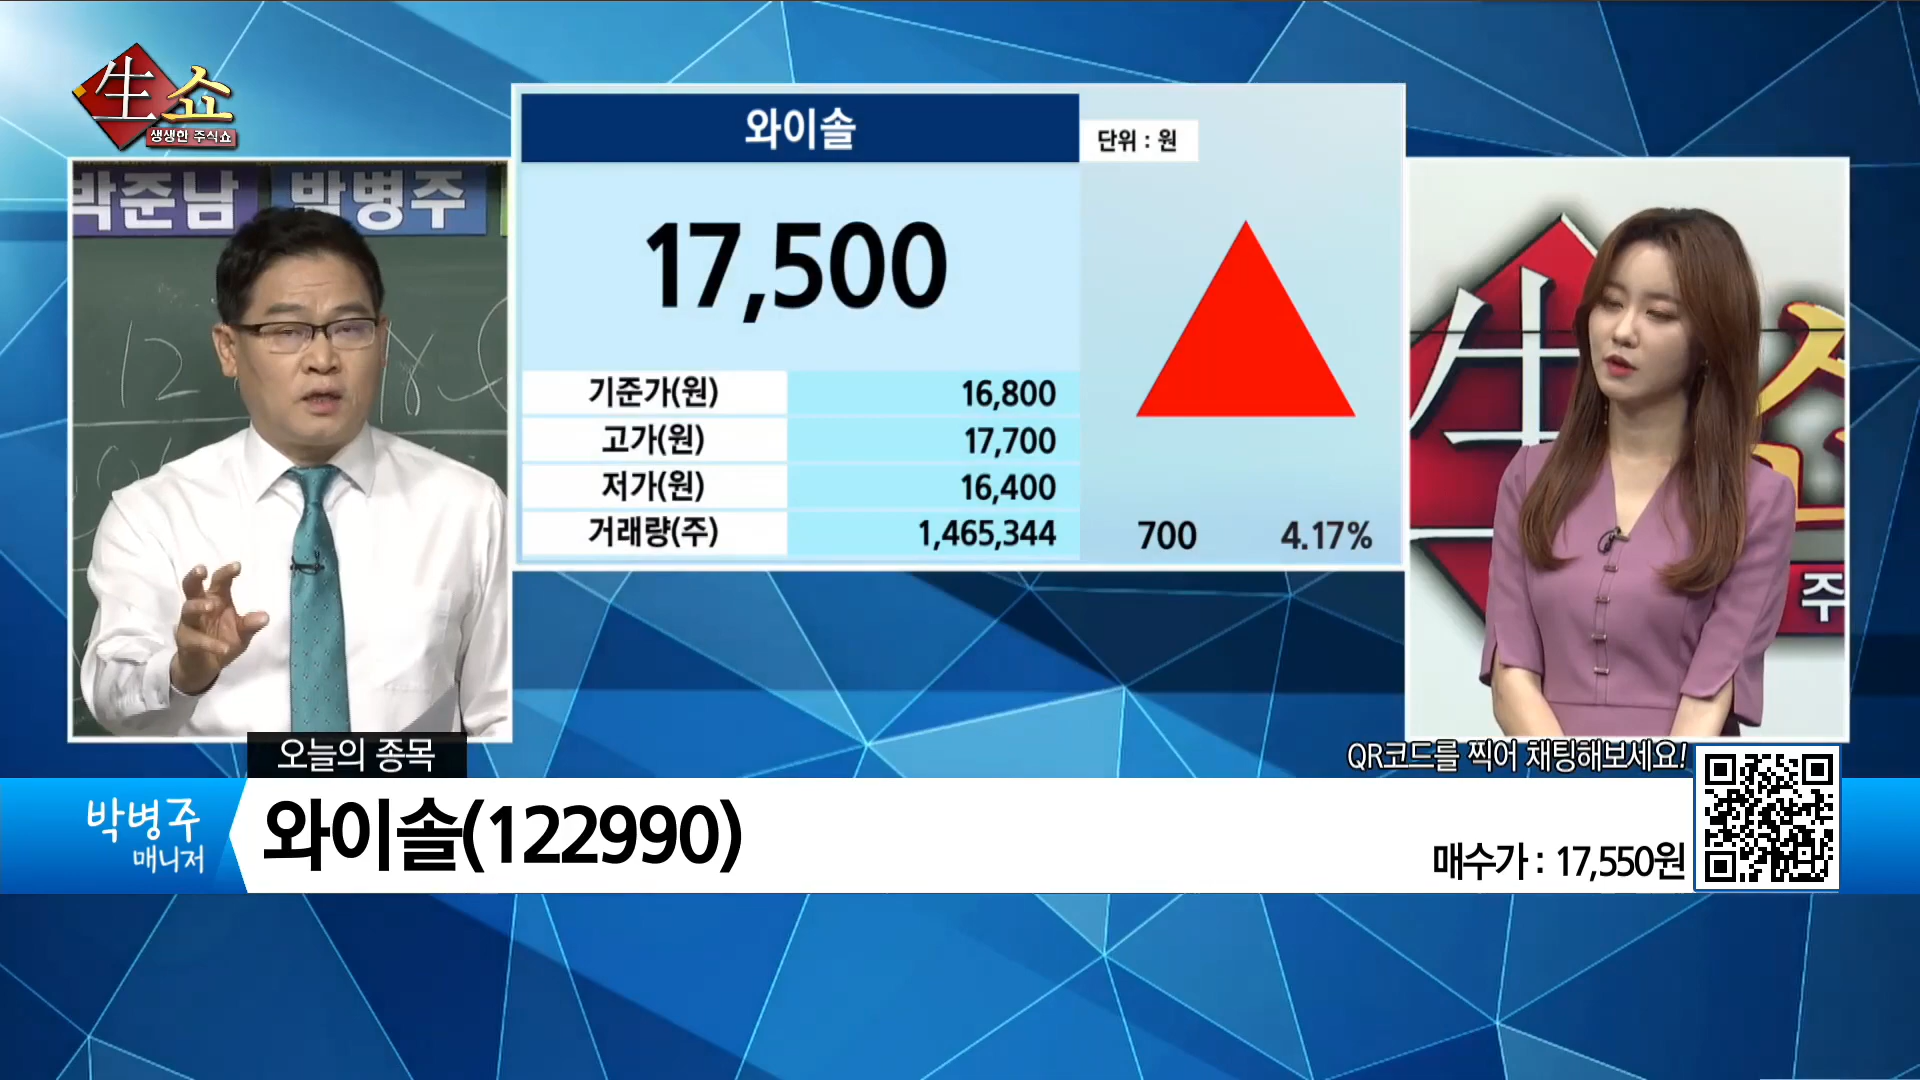 生쇼
생생한 주식쇼
박준남 박병주
12
와이솔
단위 : 원
17,500
기준가(원) 16,800
고가(원) 17,700
저가(원) 16,400
거래량(주) 1,465,344
700 4.17%
生쇼
주
오늘의 종목
QR코드를 찍어 채팅해보세요!
박병주
매니저
와이솔(122990)
매수가 : 17,550원